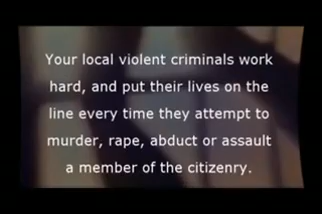 Your local violent criminals work
hard, and put their lives on the
line every time they attempt to
murder, rape, abduct or assault
a member of the citizenry.